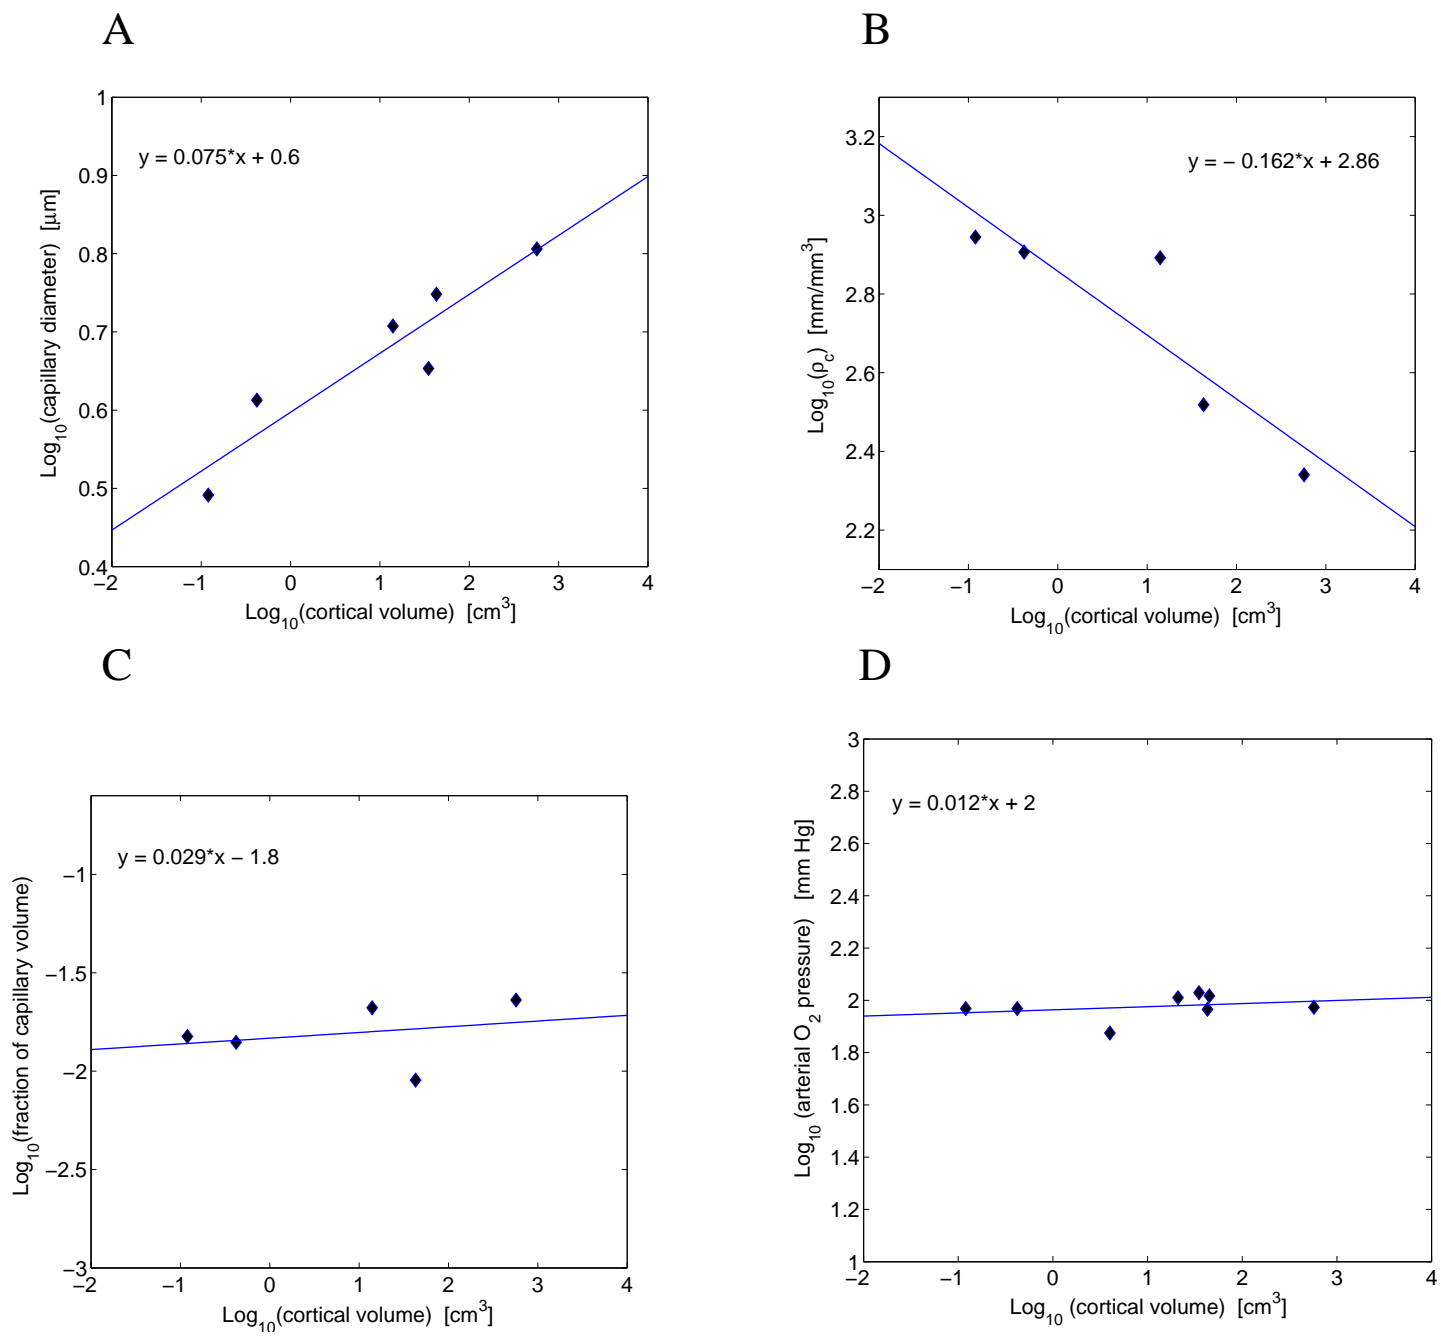 A
y = 0.075*x + 0.6
1
0.9
0.8
0.7
0.6
0.5
0.4
−2 −1 0 1 2 3 4
Log10(capillary diameter) [μm]
Log10(cortical volume) [cm3]
B
y = − 0.162*x + 2.86
3.2
3
2.8
2.6
2.4
2.2
−2 −1 0 1 2 3 4
Log10(ρc) [mm/mm3]
Log10(cortical volume) [cm3]
C
y = 0.029*x − 1.8
−1
−1.5
−2
−2.5
−3
−2 −1 0 1 2 3 4
Log10(fraction of capillary volume)
Log10(cortical volume) [cm3]
D
y = 0.012*x + 2
3
2.8
2.6
2.4
2.2
2
1.8
1.6
1.4
1.2
1
−2 −1 0 1 2 3 4
Log10 (arterial O2 pressure) [mm Hg]
Log10 (cortical volume) [cm3]